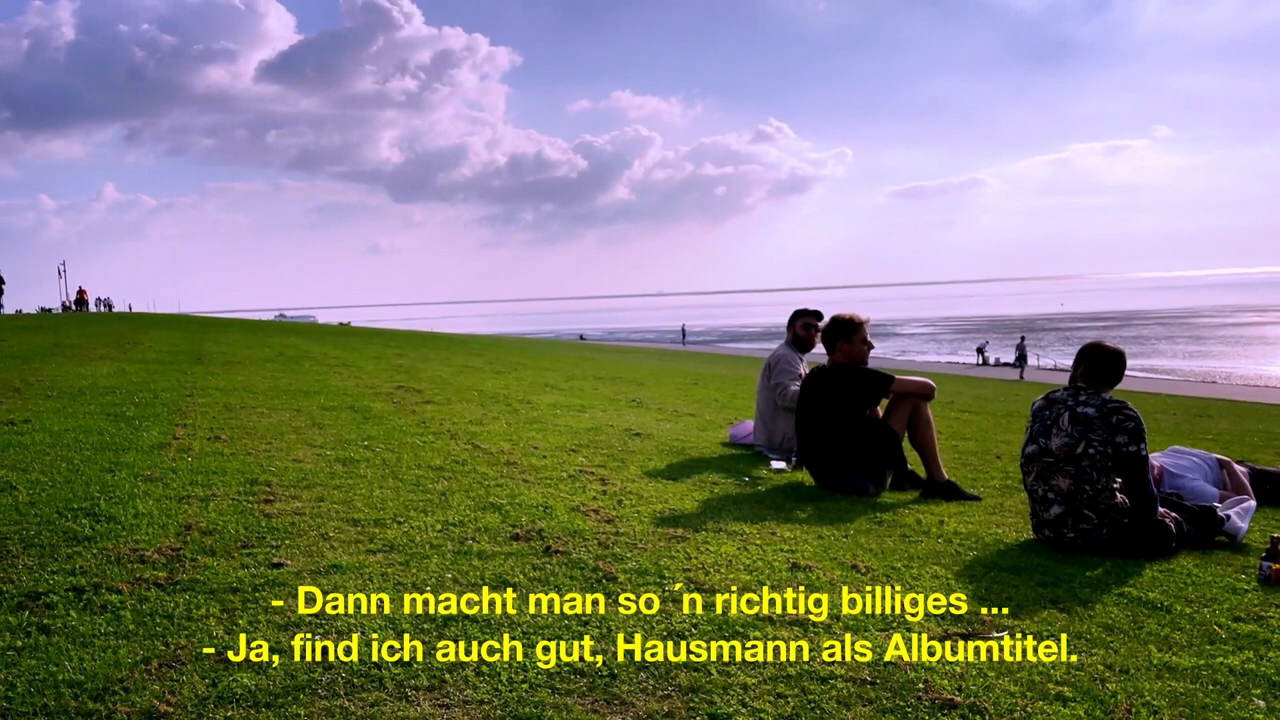 - Dann macht man so ´n richtig billiges ...
- Ja, find ich auch gut, Hausmann als Albumtitel.